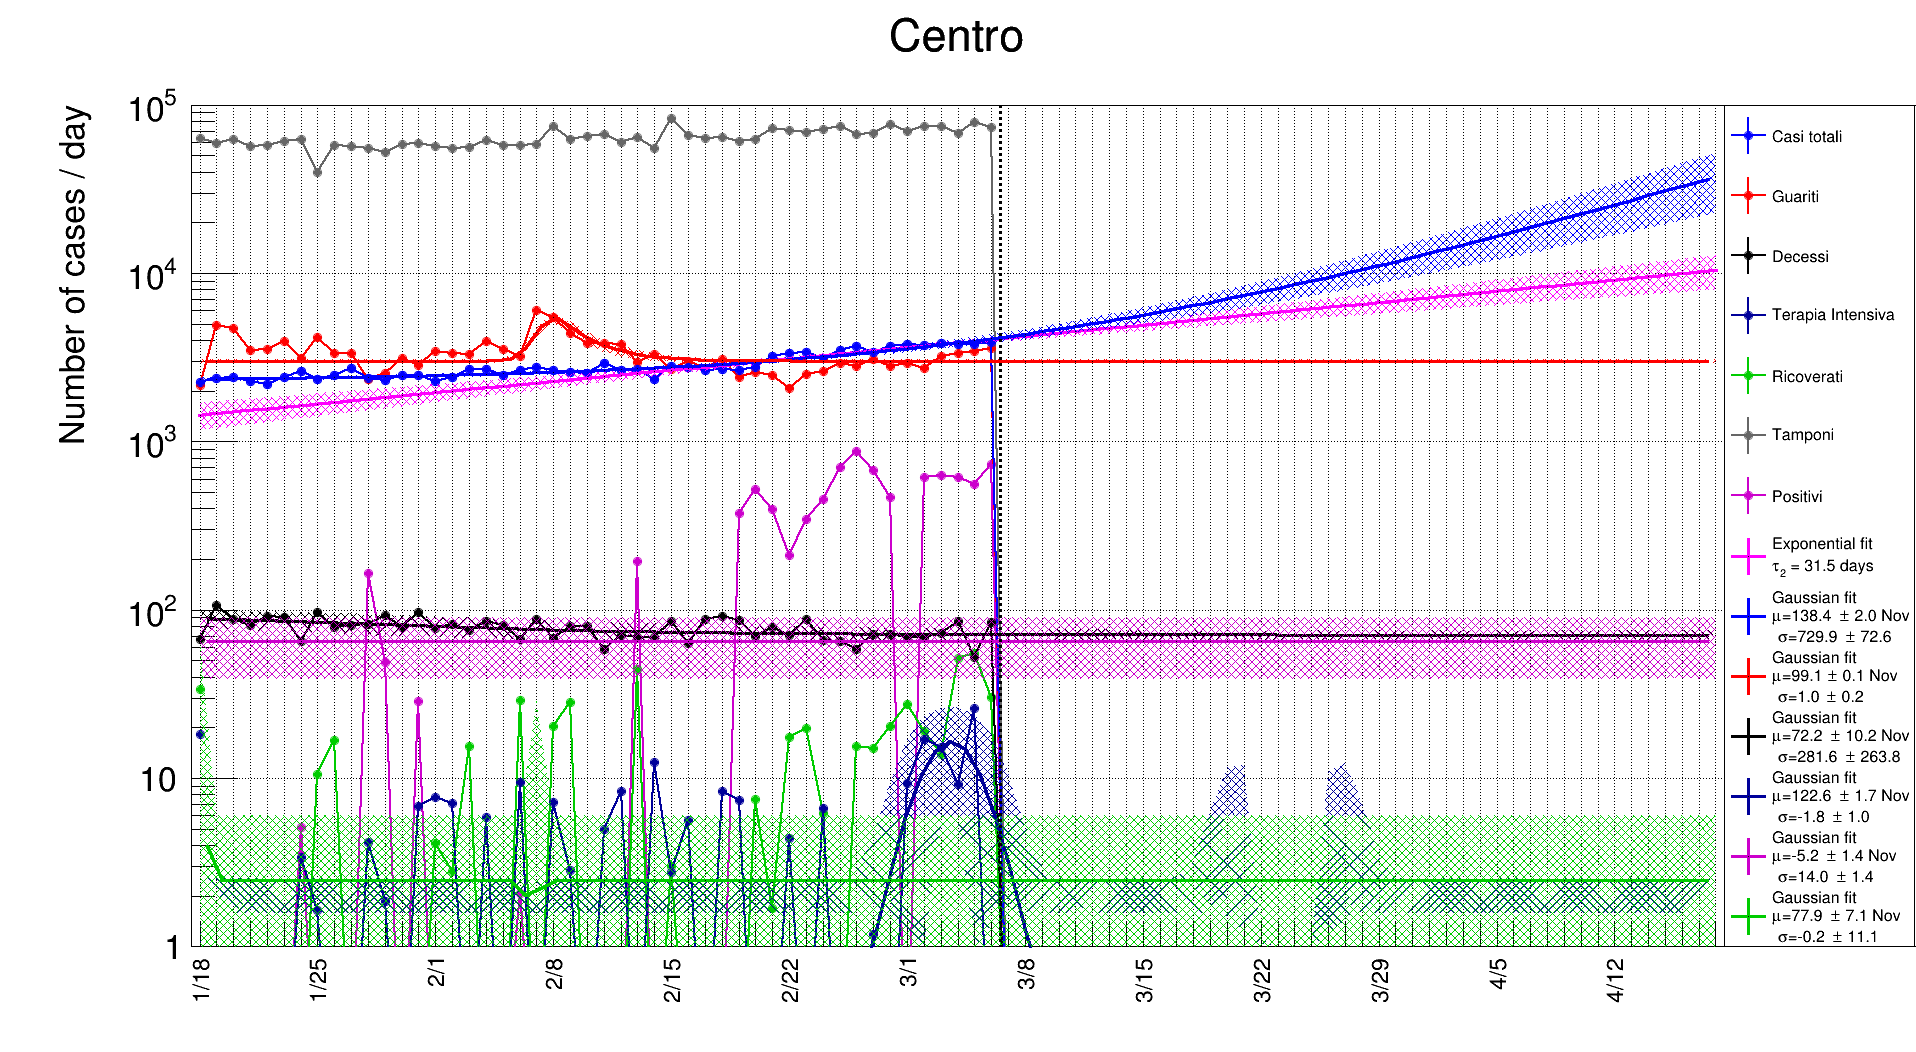 Centro
Number of cases / day
10^5
10^4
10^3
10^2
10
1
1/18
1/25
2/1
2/8
2/15
2/22
3/1
3/8
3/15
3/22
3/29
4/5
4/12
Casi totali
Guariti
Decessi
Terapia Intensiva
Ricoverati
Tamponi
Positivi
Exponential fit
τ₂ = 31.5 days
Gaussian fit
μ=138.4 ± 2.0 Nov
σ=729.9 ± 72.6
Gaussian fit
μ=99.1 ± 0.1 Nov
σ=1.0 ± 0.2
Gaussian fit
μ=72.2 ± 10.2 Nov
σ=281.6 ± 263.8
Gaussian fit
μ=122.6 ± 1.7 Nov
σ=-1.8 ± 1.0
Gaussian fit
μ=-5.2 ± 1.4 Nov
σ=14.0 ± 1.4
Gaussian fit
μ=77.9 ± 7.1 Nov
σ=-0.2 ± 11.1